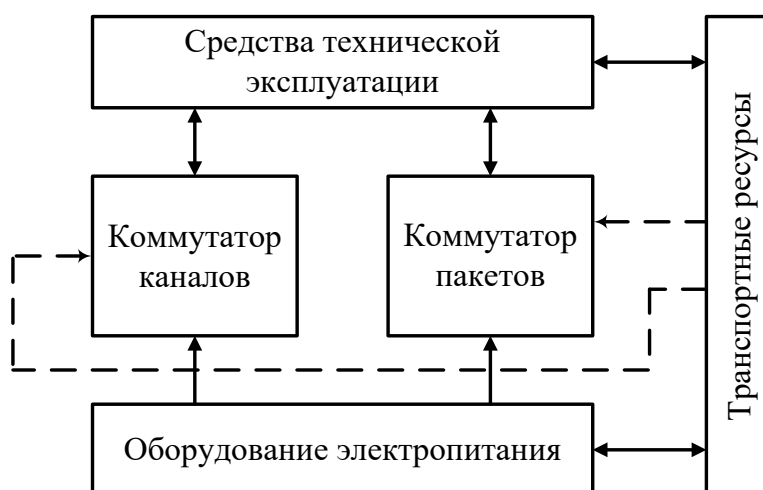 Средства технической
эксплуатации
Коммутатор
каналов
Коммутатор
пакетов
Транспортные ресурсы
Оборудование электропитания